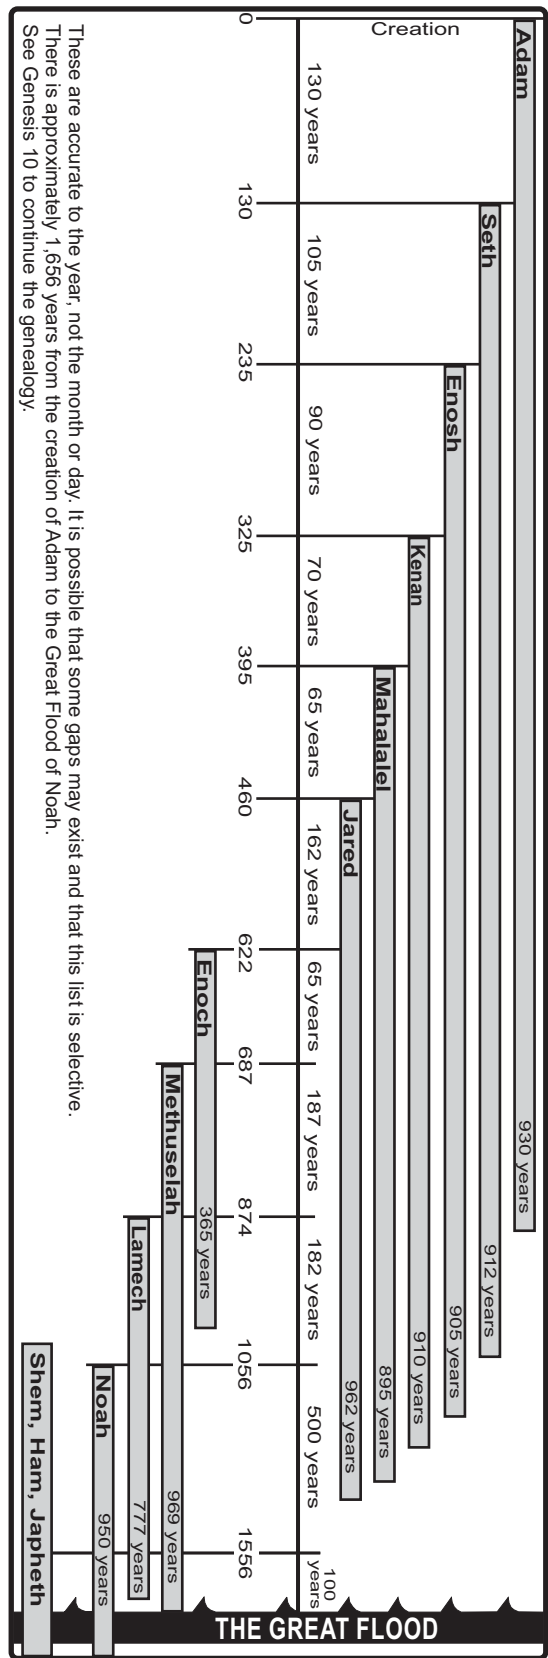 Adam
930 years
Seth
912 years
Enosh
905 years
Kenan
910 years
Mahalalel
895 years
Jared
962 years
Creation
130 years
105 years
90 years
70 years
65 years
162 years
65 years
187 years
182 years
500 years
100
years
0
130
235
325
395
460
622
687
874
1056
1556
Enoch
365 years
Methuselah
969 years
Lamech
777 years
Noah
950 years
Shem, Ham, Japheth
THE GREAT FLOOD
These are accurate to the year, not the month or day. It is possible that some gaps may exist and that this list is selective.
There is approximately 1,656 years from the creation of Adam to the Great Flood of Noah.
See Genesis 10 to continue the genealogy.